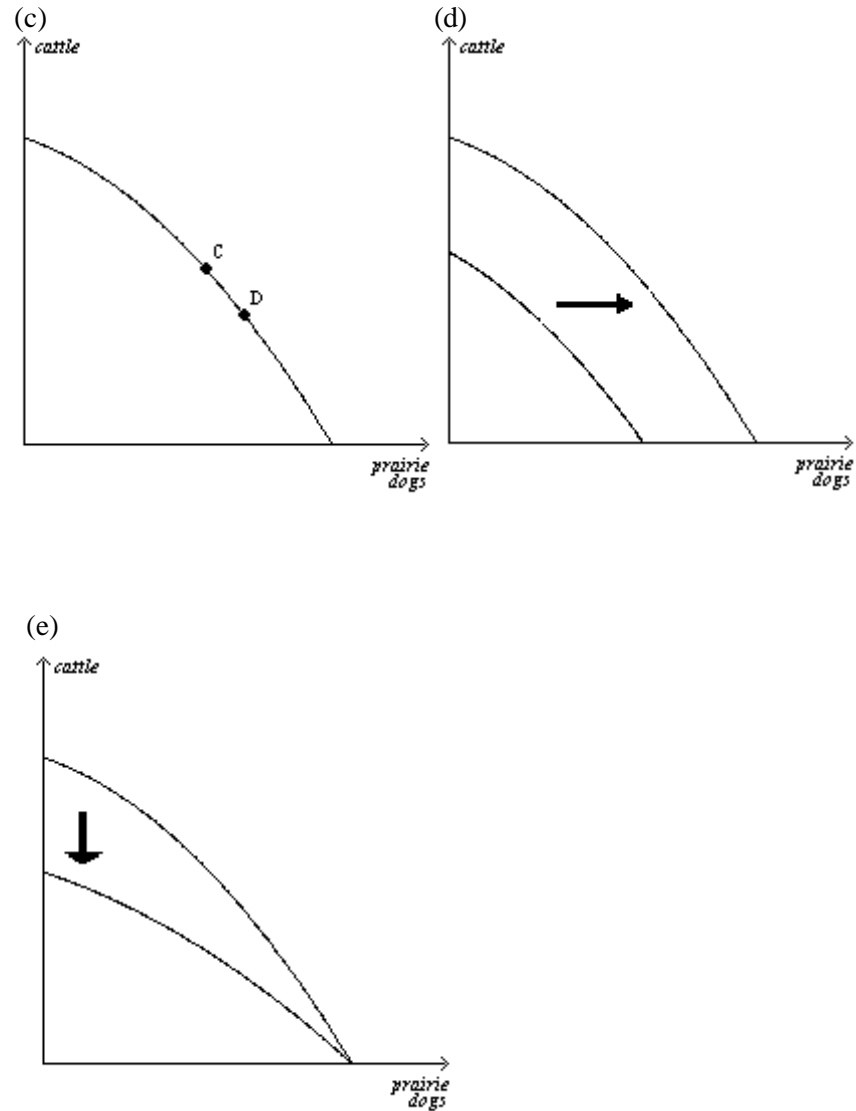 (c)
cattle
C
D
prairie
dogs
(d)
cattle
prairie
dogs
(e)
cattle
prairie
dogs